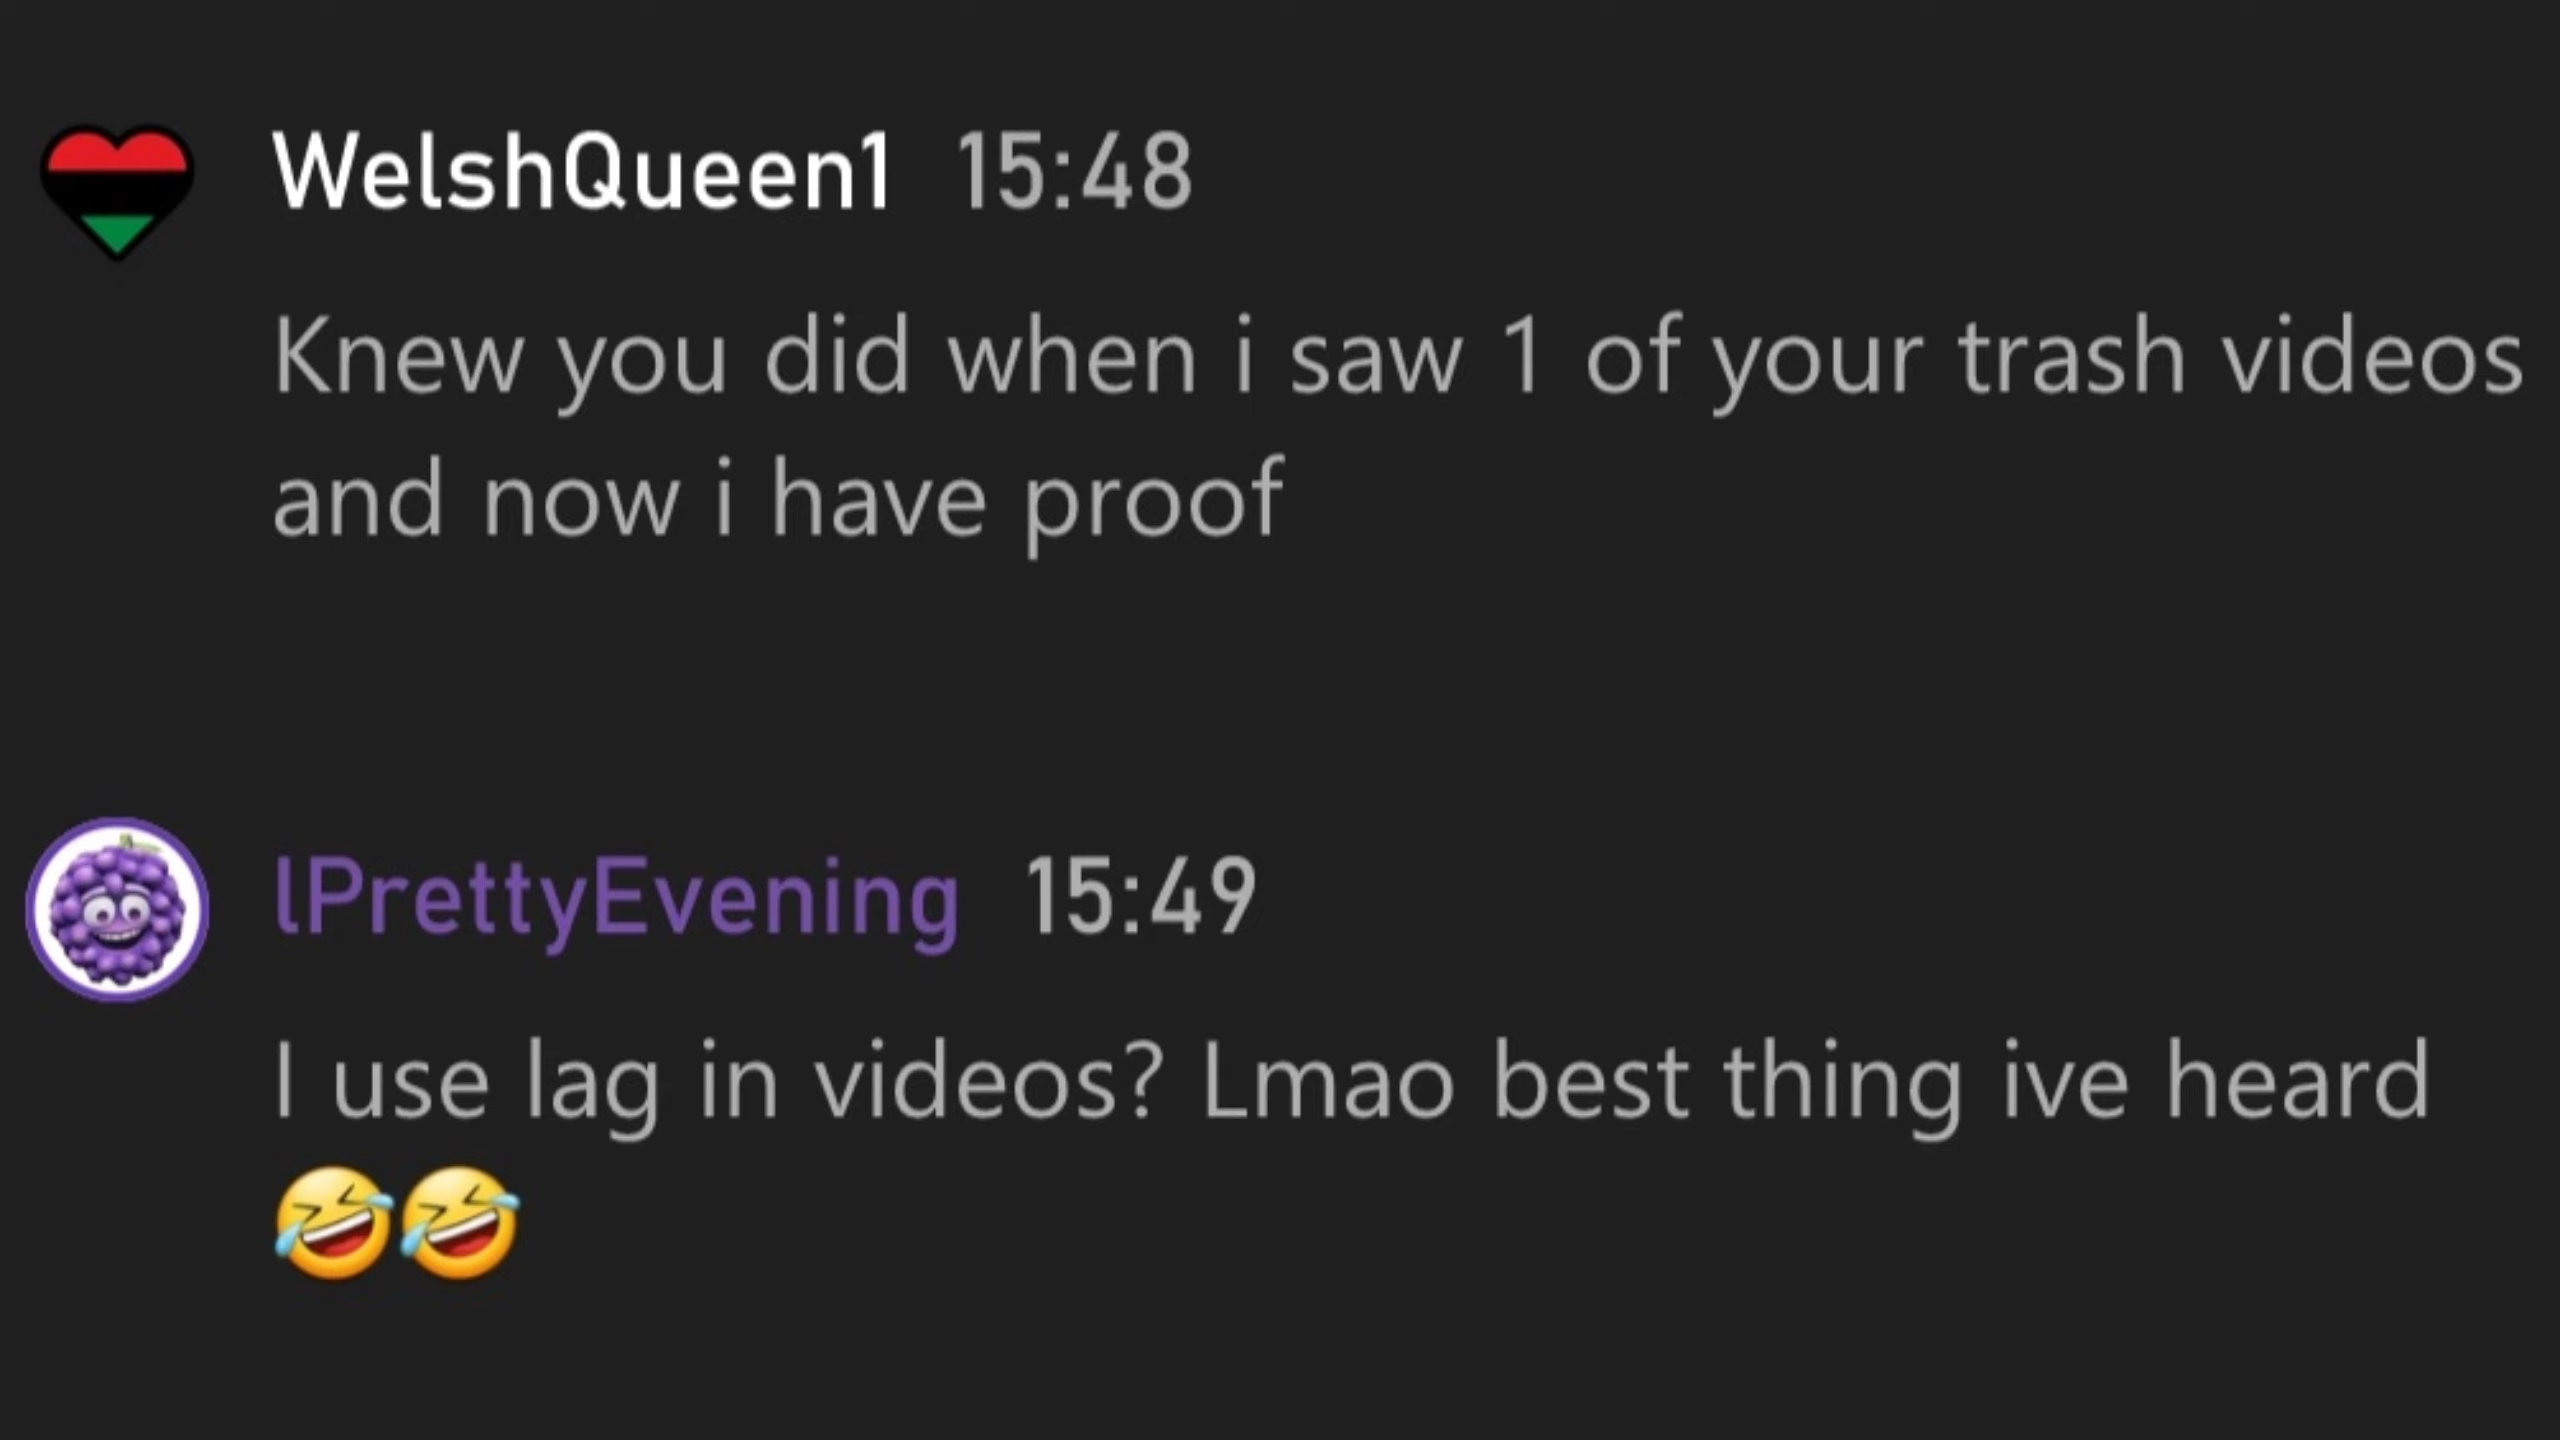 WelshQueen1 15:48
Knew you did when i saw 1 of your trash videos
and now i have proof
lPrettyEvening 15:49
I use lag in videos? Lmao best thing ive heard
🤣🤣